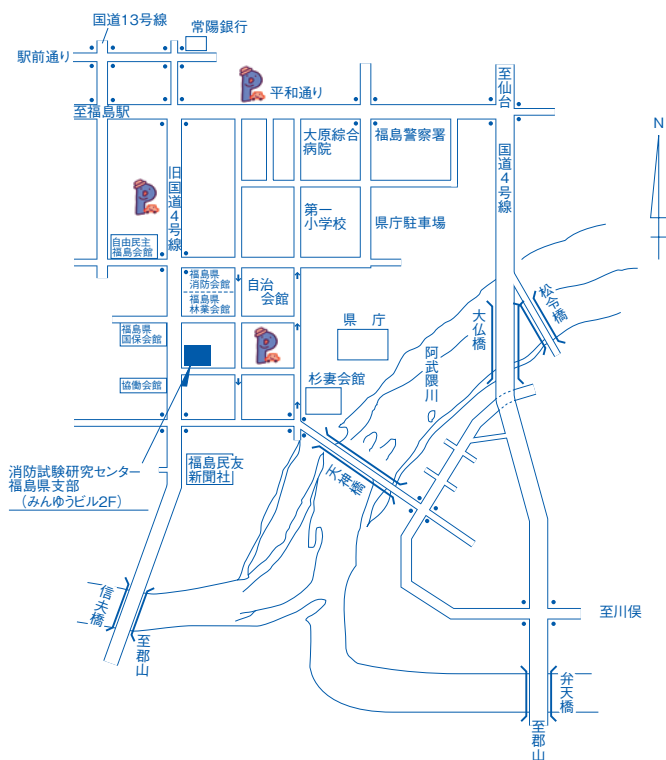 国道13号線
常陽銀行
駅前通り
至仙台
平和通り
至福島駅
大原綜合
病院
福島警察署
国道4号線
N
旧国道4号線
第一
小学校
県庁駐車場
自由民主
福島会館
福島県
消防会館
福島県
林業会館
自治
会館
松令橋
大仏橋
県 庁
福島県
国保会館
阿武隈川
協働会館
杉妻会館
福島民友
新聞社
天神橋
消防試験研究センター
福島県支部
(みんゆうビル2F)
信夫橋
至郡山
至川俣
弁天橋
至郡山